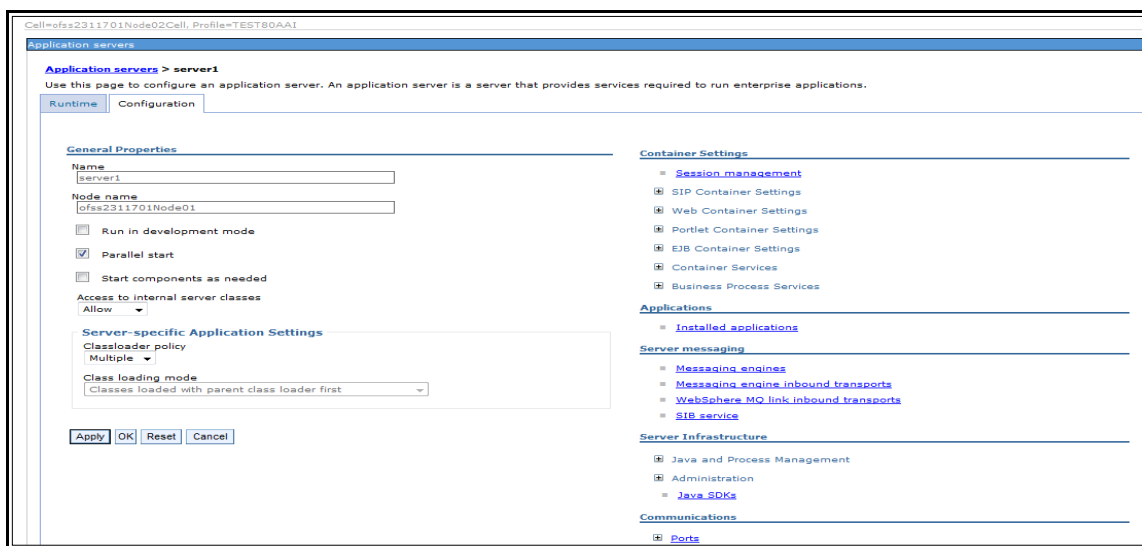 Cell=ofss2311701Node02Cell, Profile=TEST80AAI
Application servers
Application servers > server1
Use this page to configure an application server. An application server is a server that provides services required to run enterprise applications.
Runtime
Configuration
General Properties
Name
server1
Node name
ofss2311701Node01
Run in development mode
Parallel start
Start components as needed
Access to internal server classes
Allow
Server-specific Application Settings
Classloader policy
Multiple
Class loading mode
Classes loaded with parent class loader first
Apply OK Reset Cancel
Container Settings
Session management
SIP Container Settings
Web Container Settings
Portlet Container Settings
EJB Container Settings
Container Services
Business Process Services
Applications
Installed applications
Server messaging
Messaging engines
Messaging engine inbound transports
WebSphere MQ link inbound transports
SIB service
Server Infrastructure
Java and Process Management
Administration
Java SDKs
Communications
Ports